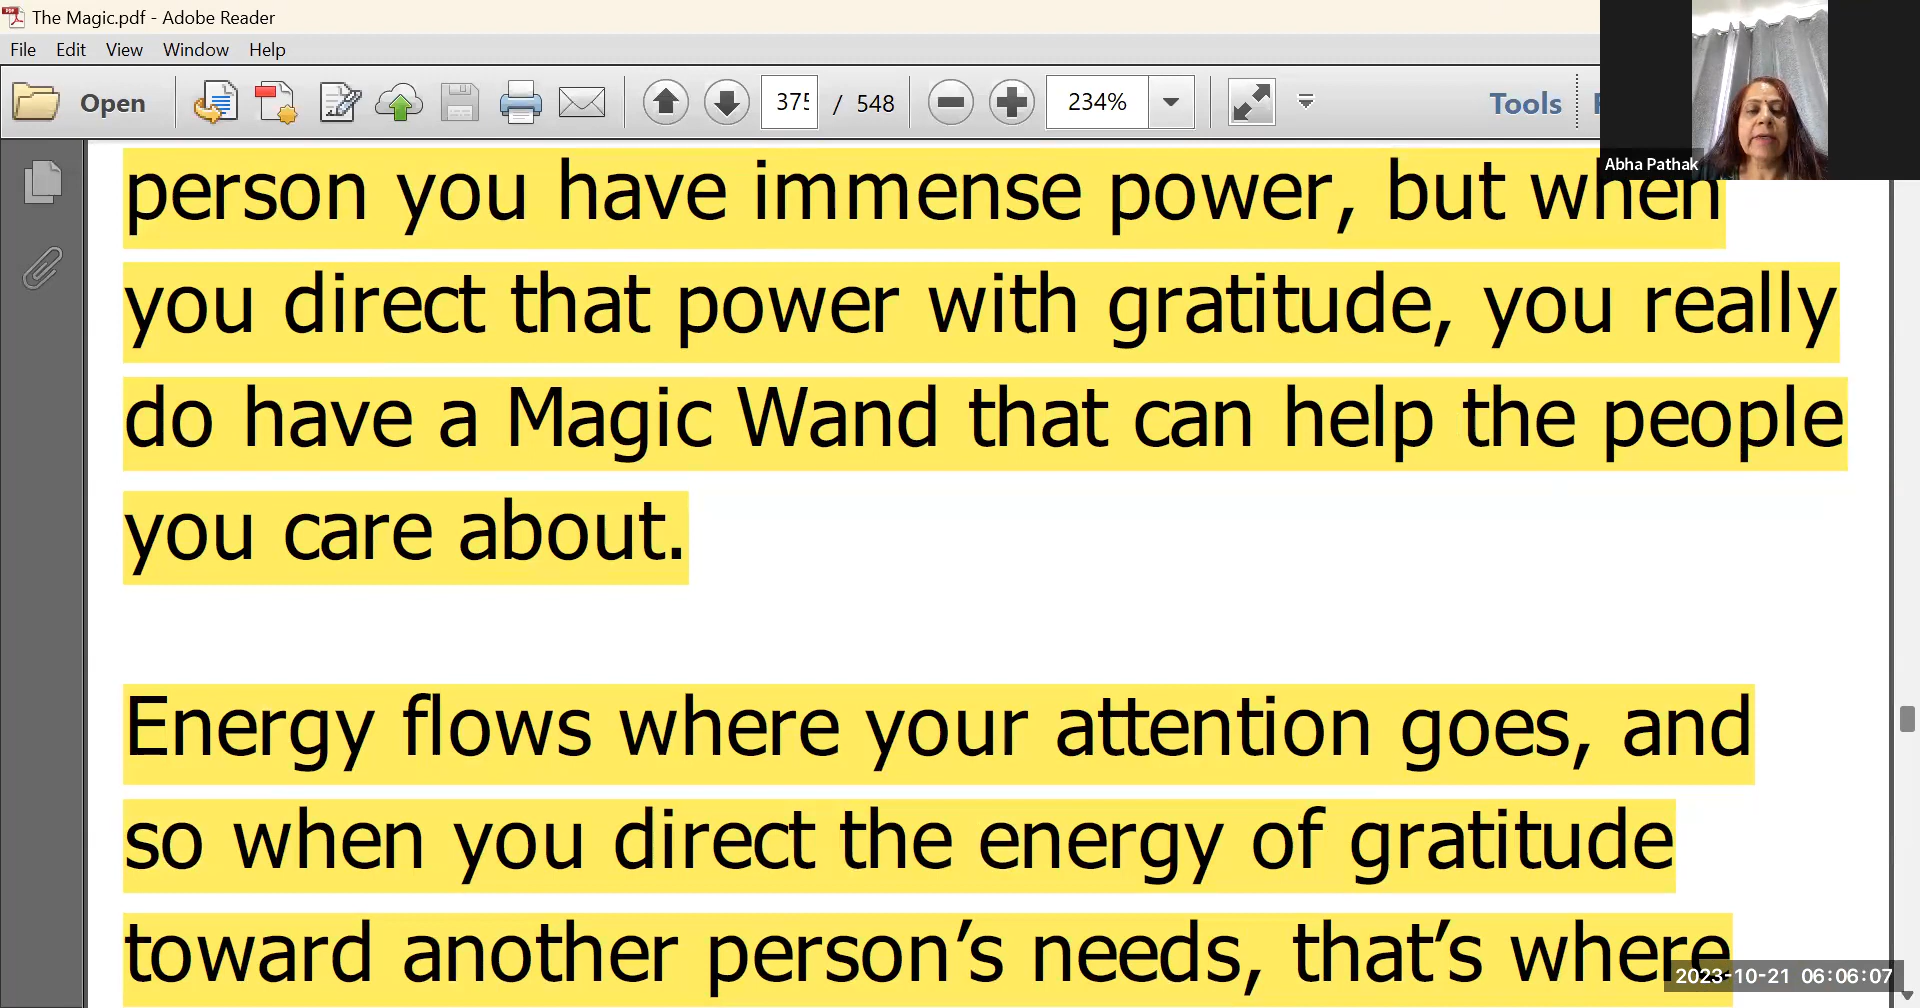 The Magic.pdf - Adobe Reader
File Edit View Window Help
Open 375 / 548 234% Tools
Abha Pathak
person you have immense power, but when
you direct that power with gratitude, you really
do have a Magic Wand that can help the people
you care about.
Energy flows where your attention goes, and
so when you direct the energy of gratitude
toward another person’s needs, that’s where
2023-10-21 06:06:07